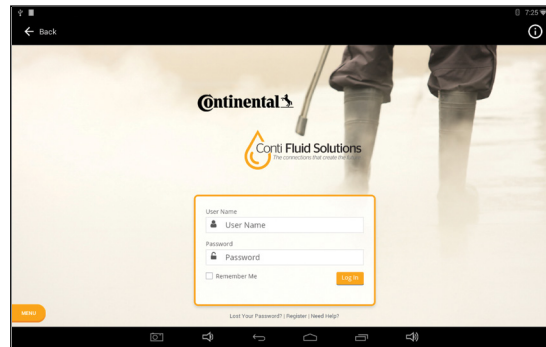 7:25
Back
Continental
Conti Fluid Solutions
The connections that create the future
User Name
User Name
Password
Password
Remember Me
Log In
MENU
Lost Your Password? | Register | Need Help?